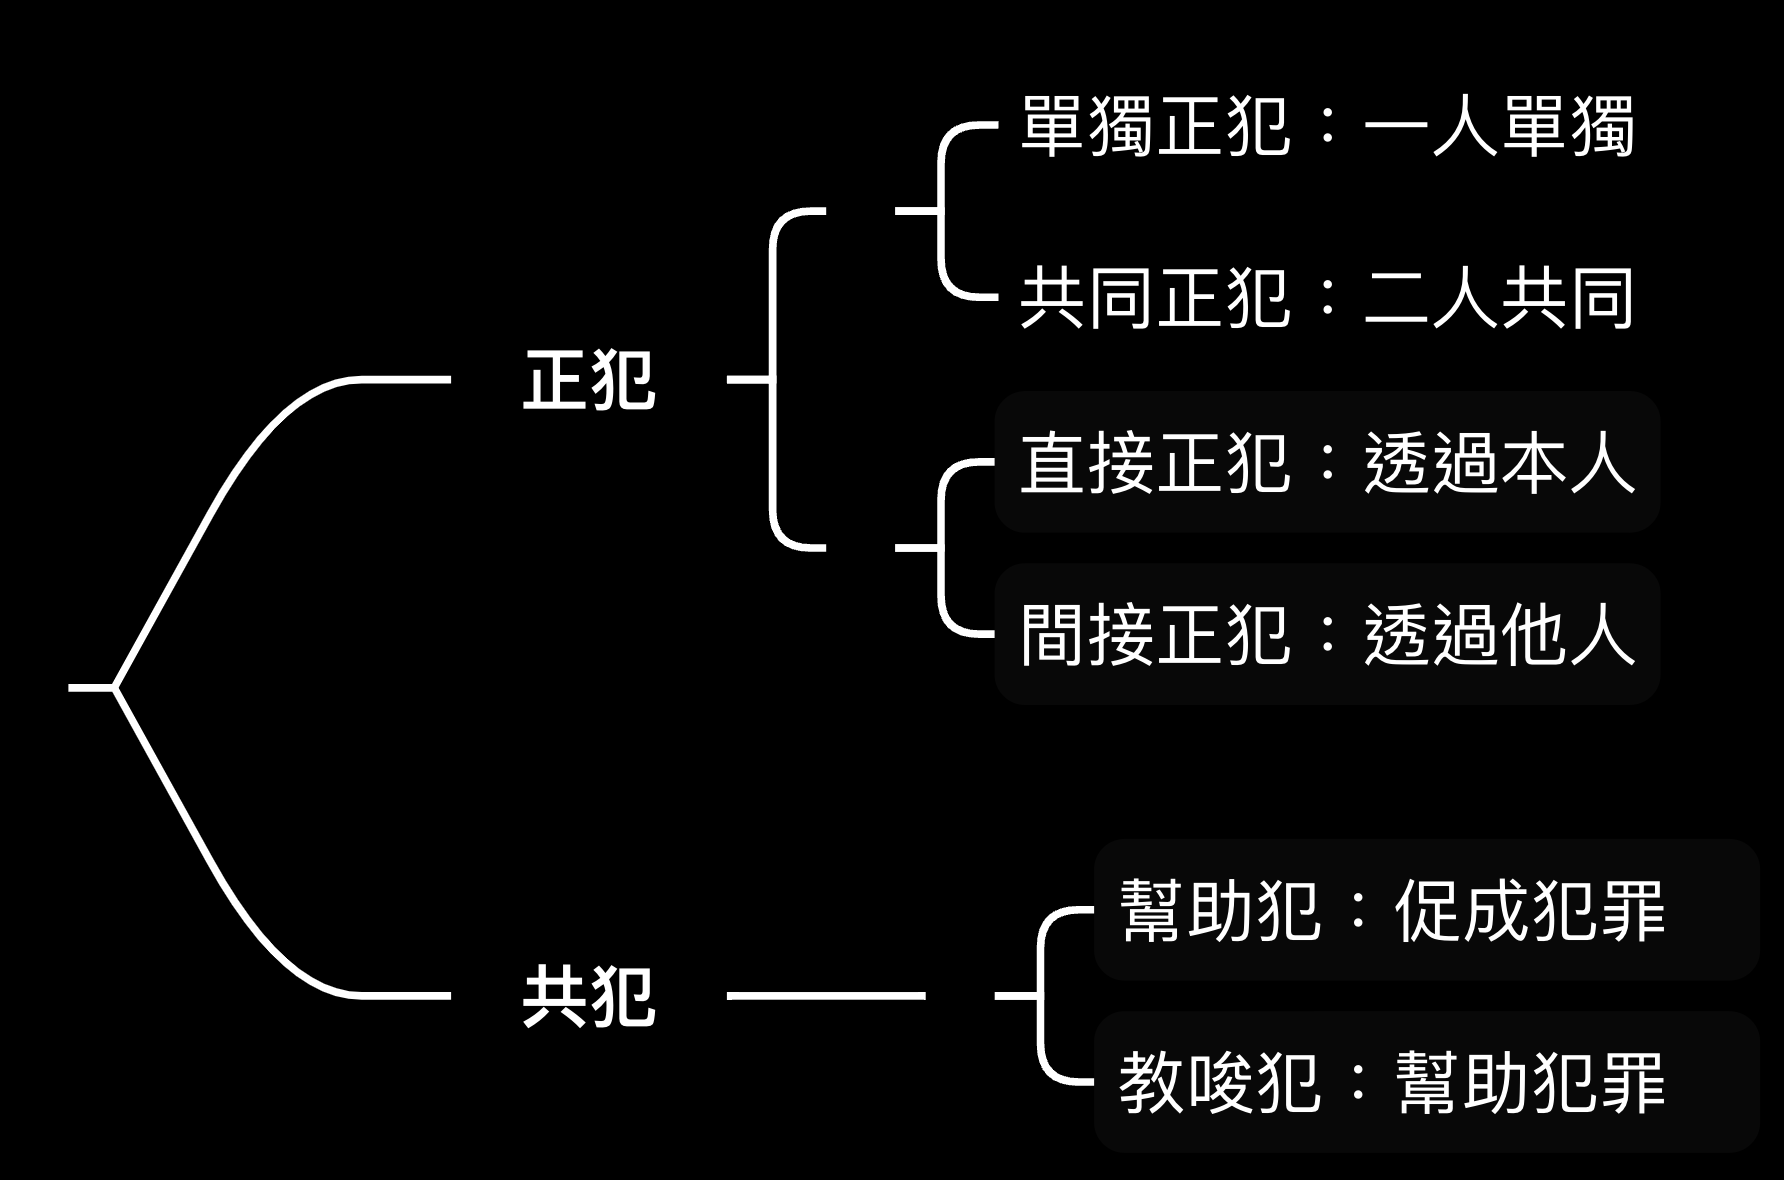 單獨正犯：一人單獨
共同正犯：二人共同
正犯
直接正犯：透過本人
間接正犯：透過他人
幫助犯：促成犯罪
共犯
教唆犯：幫助犯罪